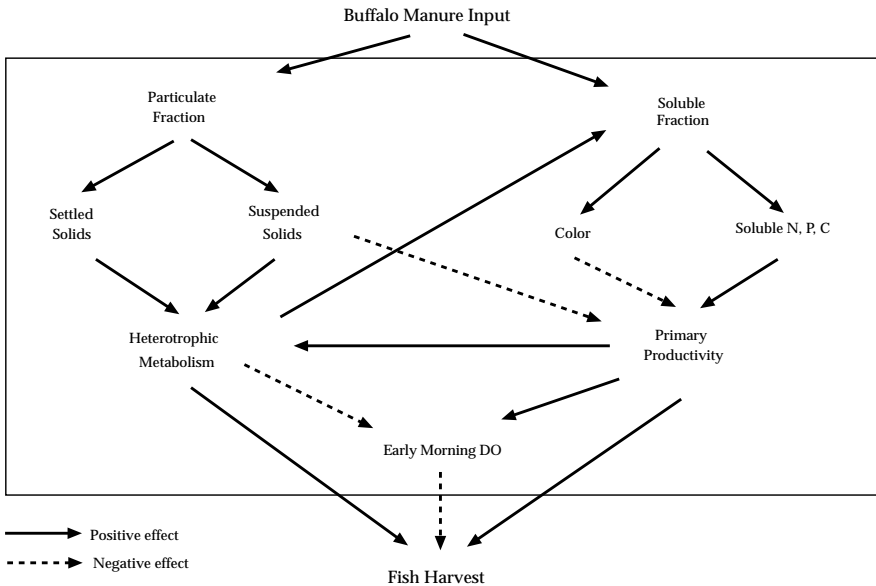 Buffalo Manure Input
Particulate
Fraction
Soluble
Fraction
Settled
Solids
Suspended
Solids
Color
Soluble N, P, C
Heterotrophic
Metabolism
Primary
Productivity
Early Morning DO
Positive effect
Negative effect
Fish Harvest